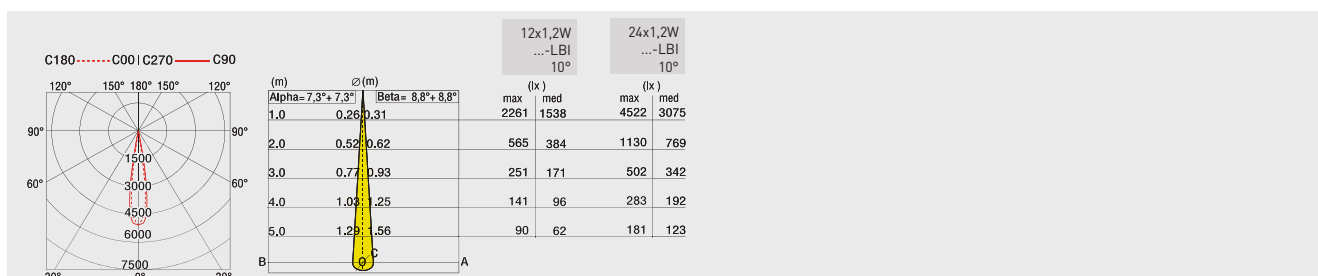 12x1,2W
...-LBI
10°
24x1,2W
...-LBI
10°
C180 C00 | C270 C90
120° 150° 180° 150° 120°
90° 90°
60° 60°
1500
3000
4500
6000
7500
30° 0° 30°
(m) ∅(m) (lx) (lx)
Alpha= 7,3°+ 7,3° Beta= 8,8°+ 8,8° max med max med
1.0 0.26 0.31 2261 1538 4522 3075
2.0 0.52 0.62 565 384 1130 769
3.0 0.77 0.93 251 171 502 342
4.0 1.03 1.25 141 96 283 192
5.0 1.29 1.56 90 62 181 123
C
B A